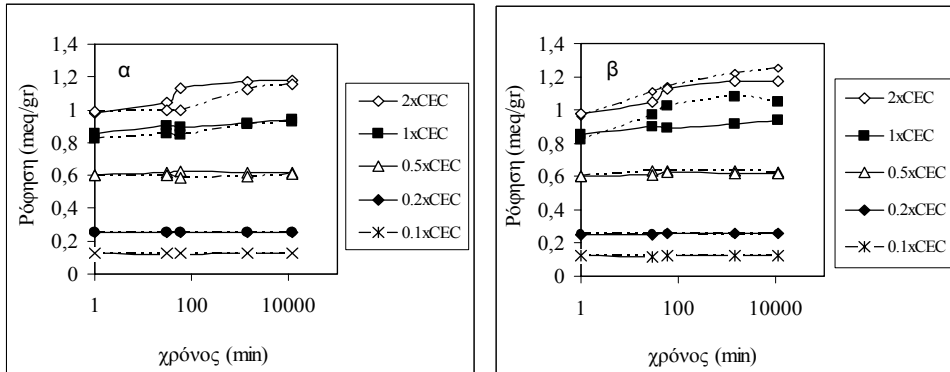 α
Ρόφηση (meq/gr)
1,4
1,2
1
0,8
0,6
0,4
0,2
0
1
100
10000
χρόνος (min)
2xCEC
1xCEC
0.5xCEC
0.2xCEC
0.1xCEC
β
Ρόφηση (meq/gr)
1,4
1,2
1
0,8
0,6
0,4
0,2
0
1
100
10000
χρόνος (min)
2xCEC
1xCEC
0.5xCEC
0.2xCEC
0.1xCEC